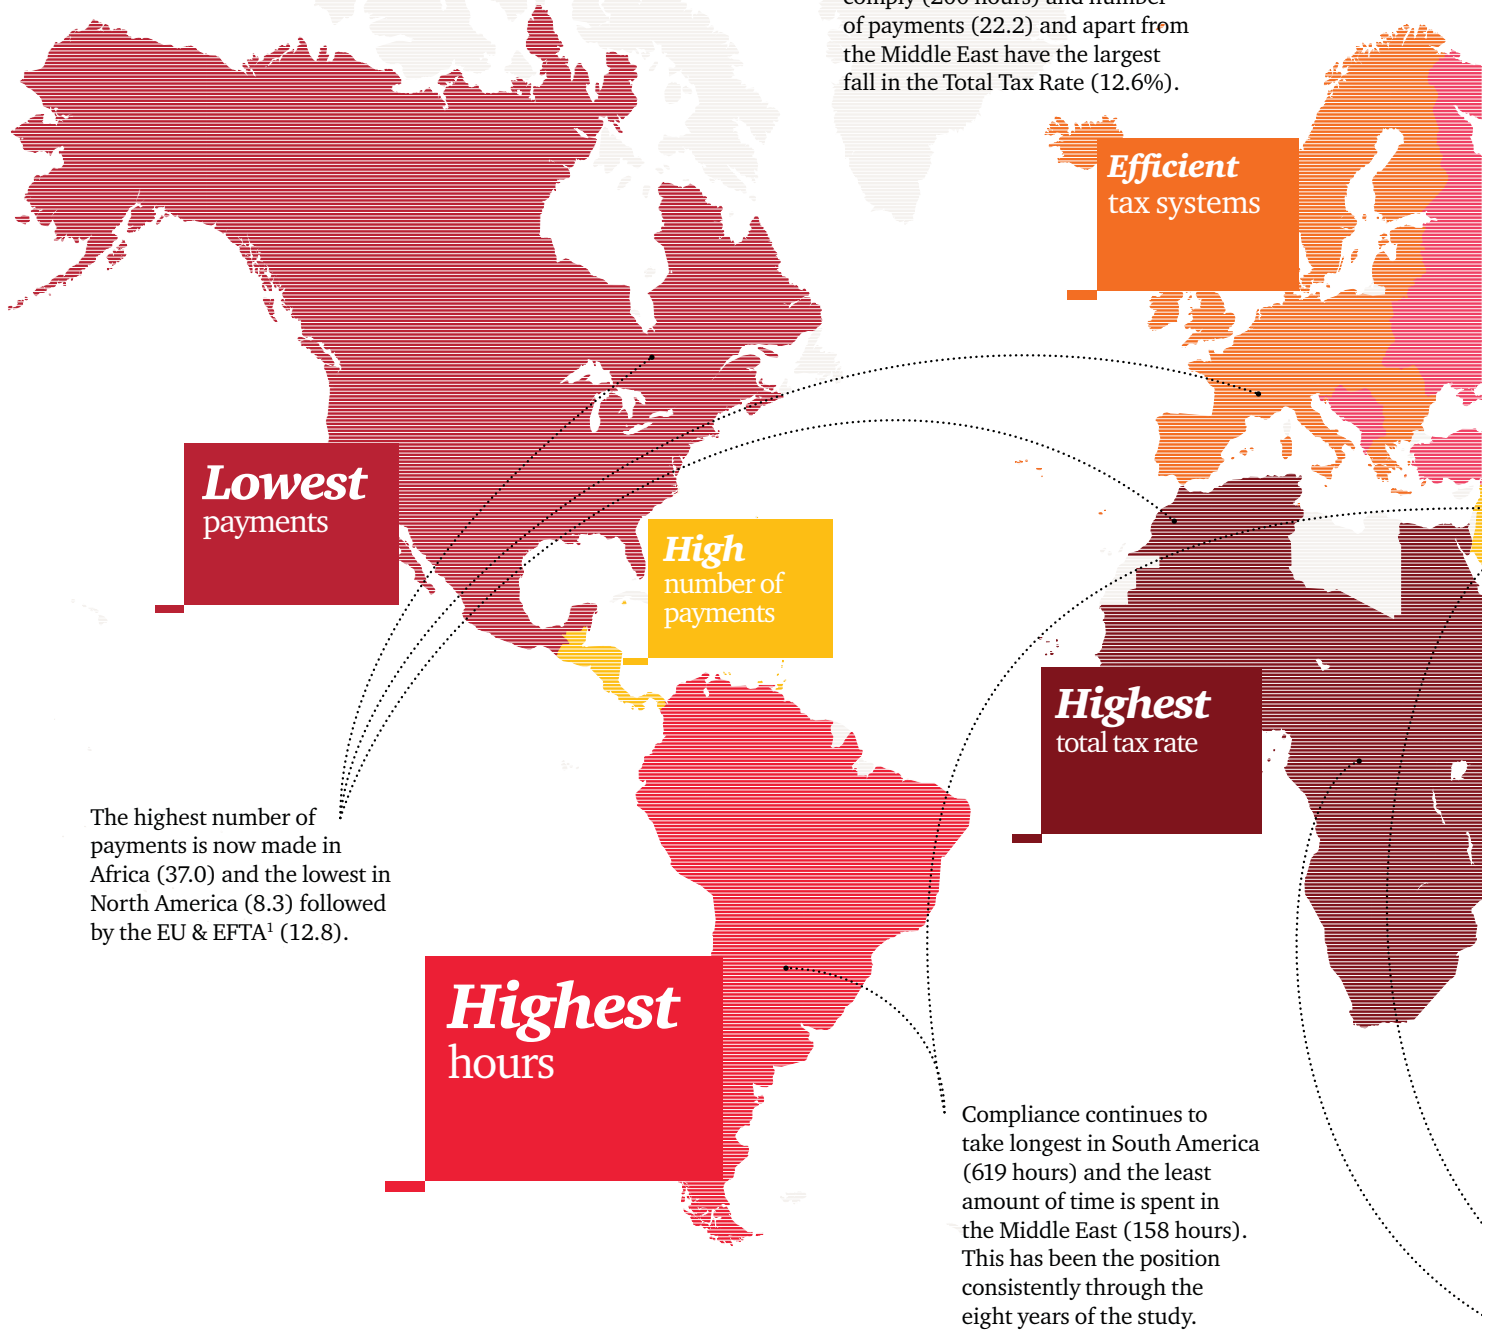 comply (200 hours) and number
of payments (22.2) and apart from
the Middle East have the largest
fall in the Total Tax Rate (12.6%).
Efficient
tax systems
Lowest
payments
High
number of
payments
Highest
total tax rate
The highest number of
payments is now made in
Africa (37.0) and the lowest in
North America (8.3) followed
by the EU & EFTA¹ (12.8).
Highest
hours
Compliance continues to
take longest in South America
(619 hours) and the least
amount of time is spent in
the Middle East (158 hours).
This has been the position
consistently through the
eight years of the study.